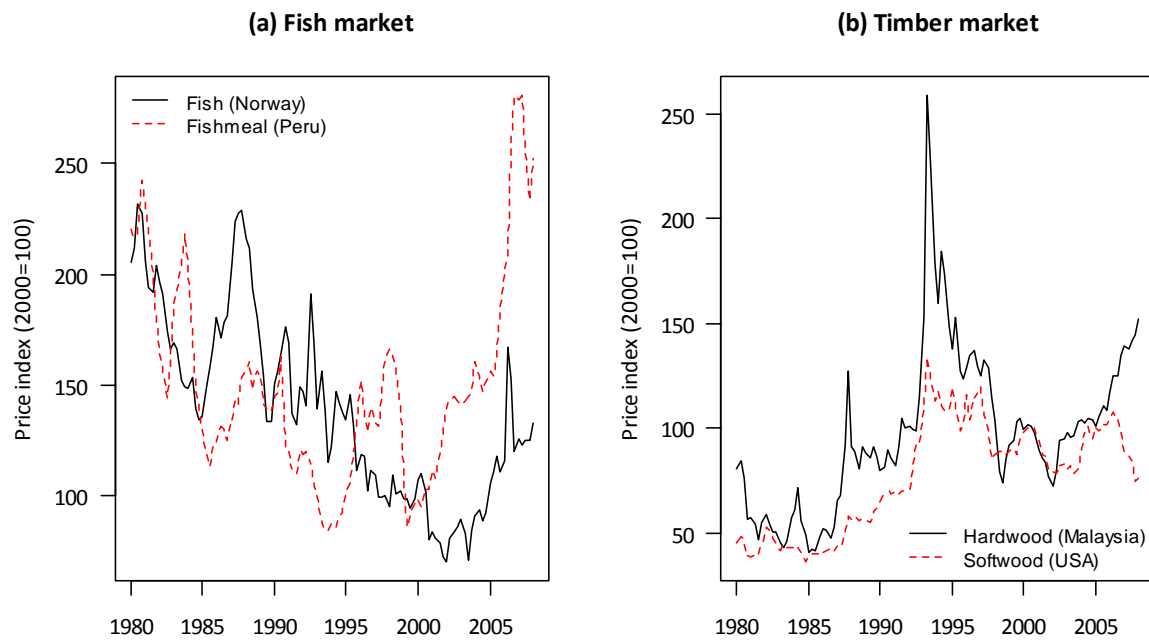 (a) Fish market
Fish (Norway)
Fishmeal (Peru)
Price index (2000=100)
250
200
150
100
1980 1985 1990 1995 2000 2005
(b) Timber market
Price index (2000=100)
250
200
150
100
50
Hardwood (Malaysia)
Softwood (USA)
1980 1985 1990 1995 2000 2005